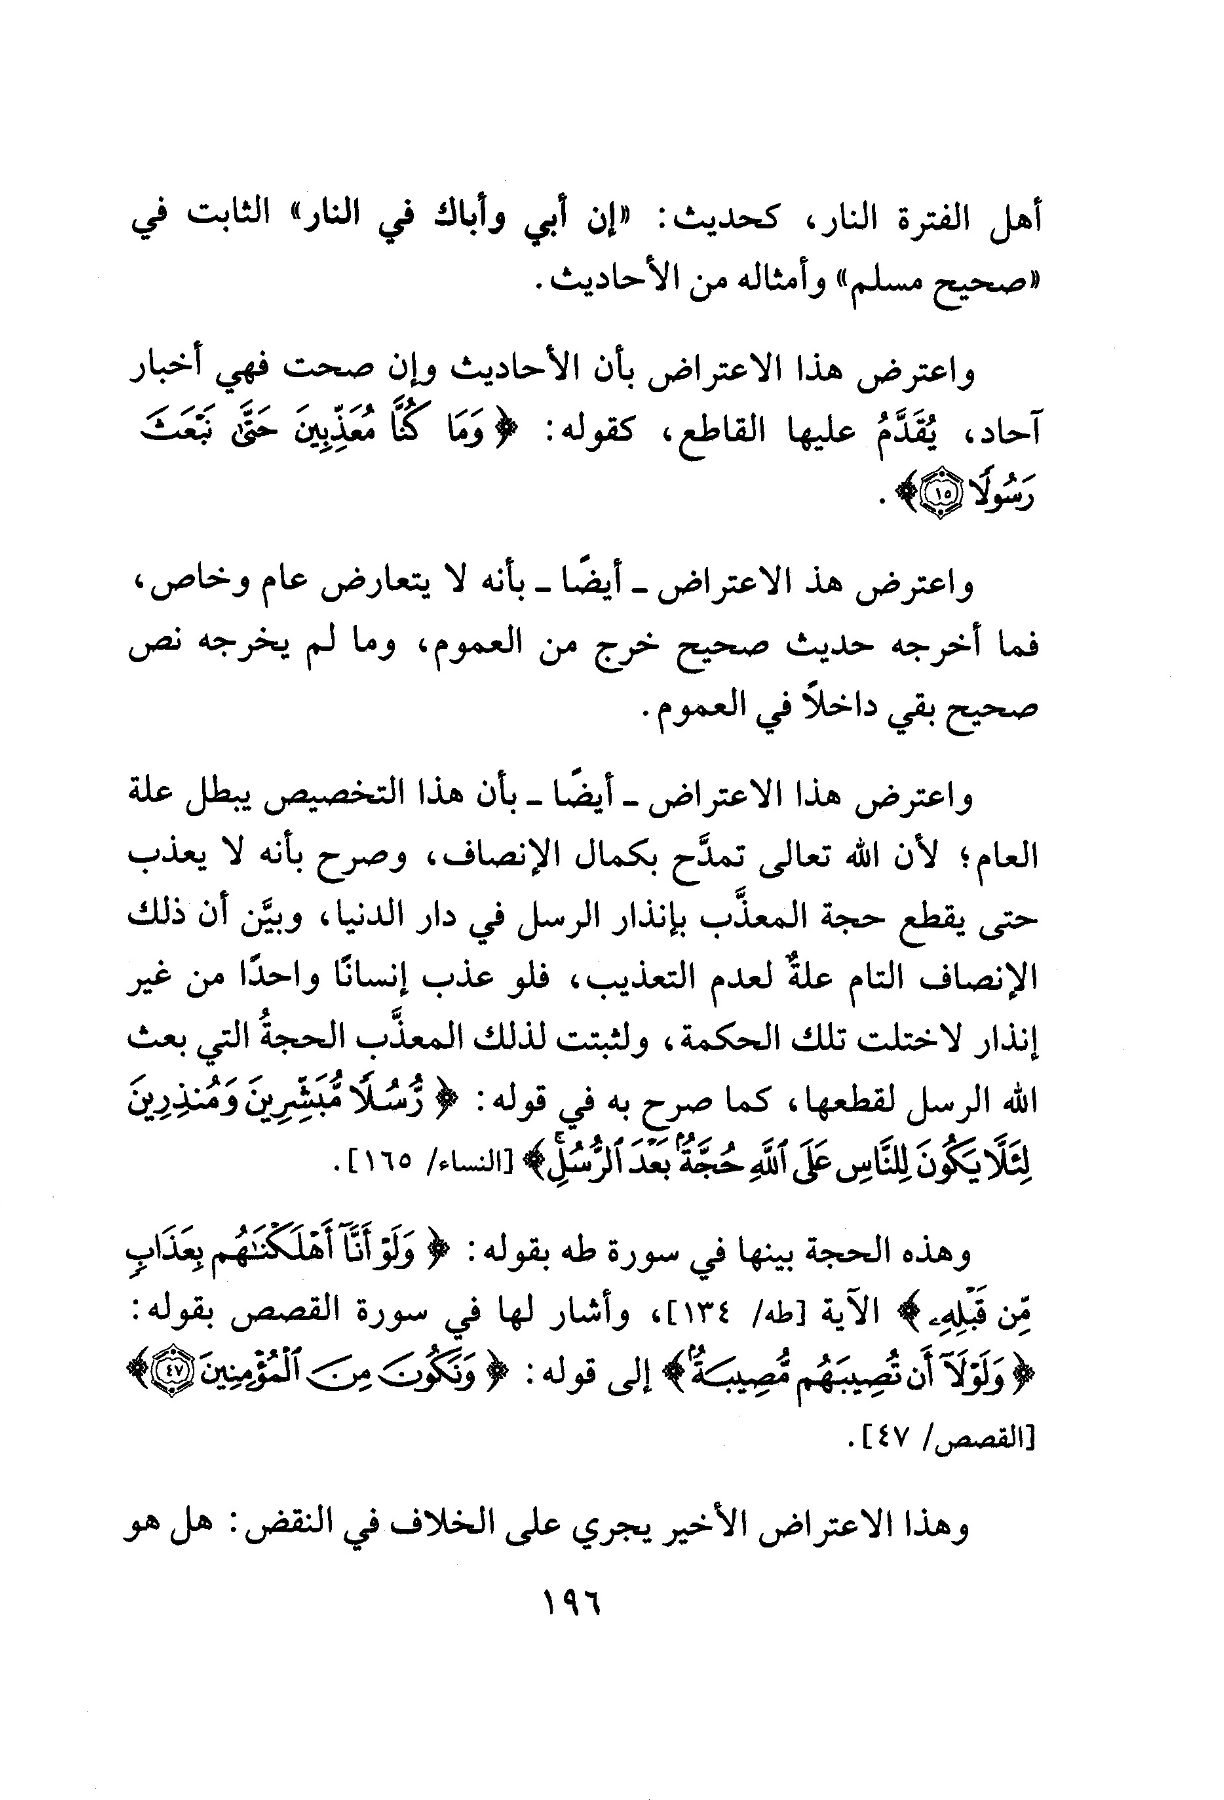 أهل الفترة النار، كحديث: «إن أبي وأباك في النار» الثابت في
«صحيح مسلم» وأمثاله من الأحاديث.
واعترض هذا الاعتراض بأن الأحاديث وإن صحت فهي أخبار
آحاد، يُقَدَّمُ عليها القاطع، كقوله: ﴿وَمَا كُنَّا مُعَذِّبِينَ حَتَّىٰ نَبْعَثَ
رَسُولًا ١٥﴾.
واعترض هذ الاعتراض ـ أيضًا ـ بأنه لا يتعارض عام وخاص،
فما أخرجه حديث صحيح خرج من العموم، وما لم يخرجه نص
صحيح بقي داخلاً في العموم.
واعترض هذا الاعتراض ـ أيضًا ـ بأن هذا التخصيص يبطل علة
العام؛ لأن الله تعالى تمدَّح بكمال الإنصاف، وصرح بأنه لا يعذب
حتى يقطع حجة المعذَّب بإنذار الرسل في دار الدنيا، وبيَّن أن ذلك
الإنصاف التام علةٌ لعدم التعذيب، فلو عذب إنسانًا واحدًا من غير
إنذار لاختلت تلك الحكمة، ولثبتت لذلك المعذَّب الحجةُ التي بعث
الله الرسل لقطعها، كما صرح به في قوله: ﴿رُّسُلًا مُّبَشِّرِينَ وَمُنذِرِينَ
لِئَلَّا يَكُونَ لِلنَّاسِ عَلَى ٱللَّهِ حُجَّةٌۢ بَعْدَ ٱلرُّسُلِۚ﴾ [النساء/ ١٦٥].
وهذه الحجة بينها في سورة طه بقوله: ﴿وَلَوْ أَنَّآ أَهْلَكْنَٰهُم بِعَذَابٍ
مِّن قَبْلِهِۦ﴾ الآية [طه/ ١٣٤]، وأشار لها في سورة القصص بقوله:
﴿وَلَوْلَآ أَن تُصِيبَهُم مُّصِيبَةٌۢ﴾ إلى قوله: ﴿وَنَكُونَ مِنَ ٱلْمُؤْمِنِينَ ٤٧﴾
[القصص/ ٤٧].
وهذا الاعتراض الأخير يجري على الخلاف في النقض: هل هو
١٩٦